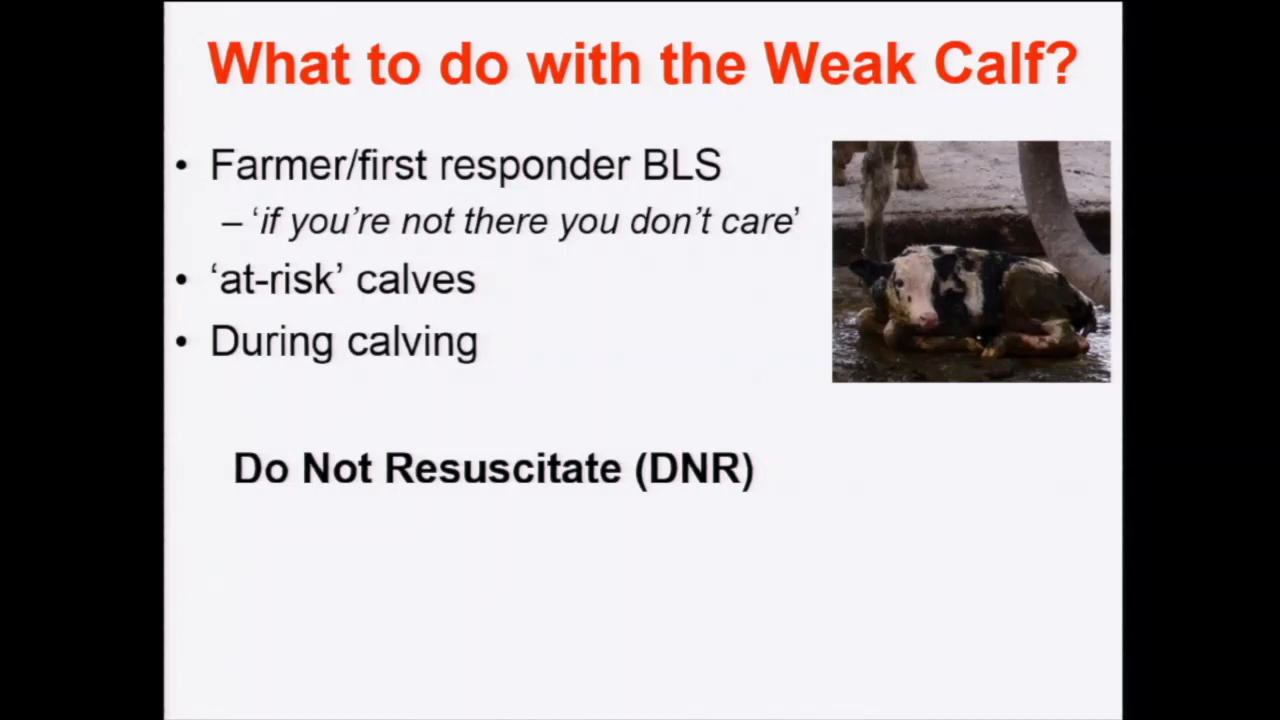 What to do with the Weak Calf?
• Farmer/first responder BLS
– ‘if you’re not there you don’t care’
• ‘at-risk’ calves
• During calving
Do Not Resuscitate (DNR)